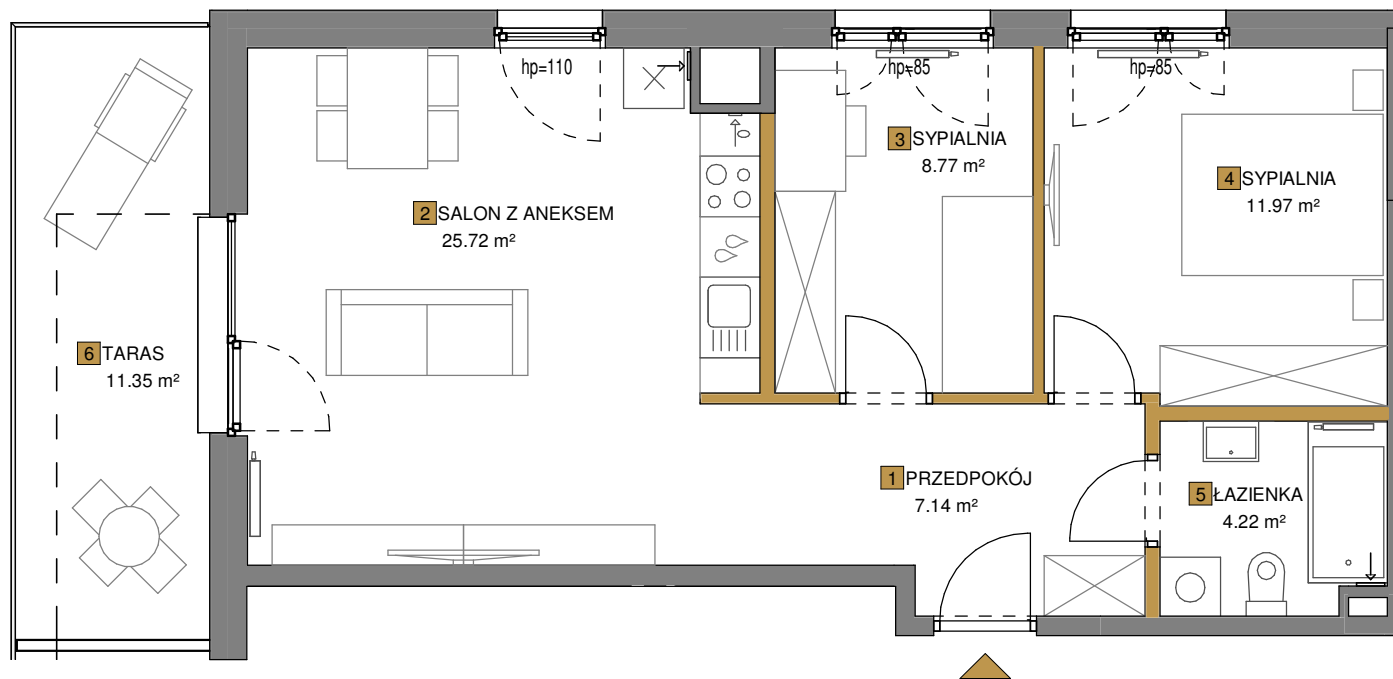 hp=110
hp=85
hp=85
3 SYPIALNIA
8.77 m²
4 SYPIALNIA
11.97 m²
2 SALON Z ANEKSEM
25.72 m²
6 TARAS
11.35 m²
1 PRZEDPOKÓJ
7.14 m²
5 ŁAZIENKA
4.22 m²